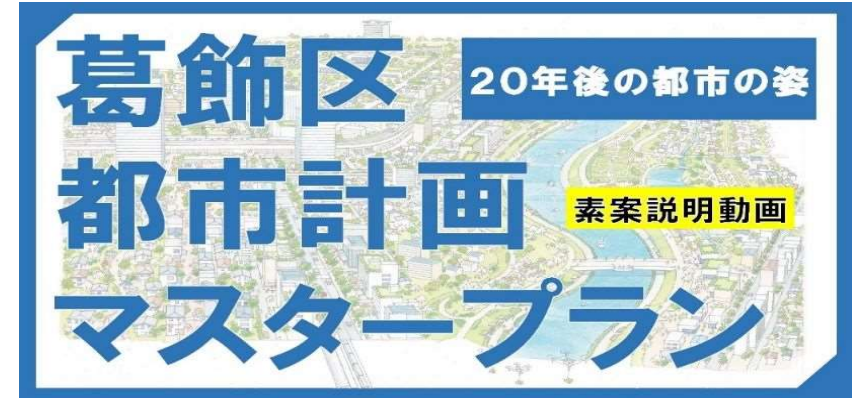 葛飾区
20年後の都市の姿
都市計画
素案説明動画
マスタープラン